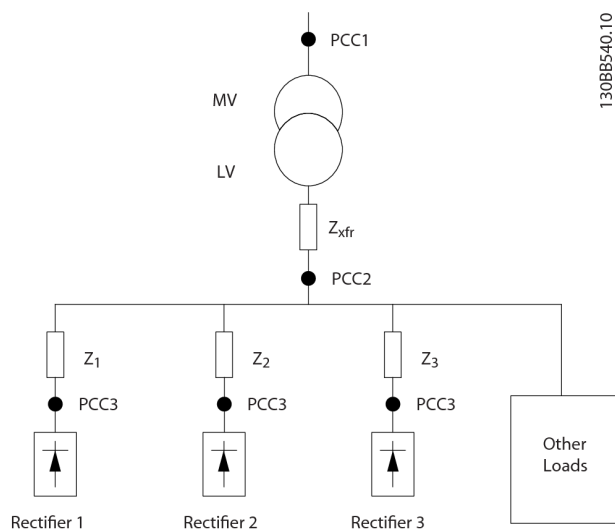 PCC1
130BB540.10
MV
LV
Zxfr
PCC2
Z1
Z2
Z3
PCC3
PCC3
PCC3
Other
Loads
Rectifier 1
Rectifier 2
Rectifier 3